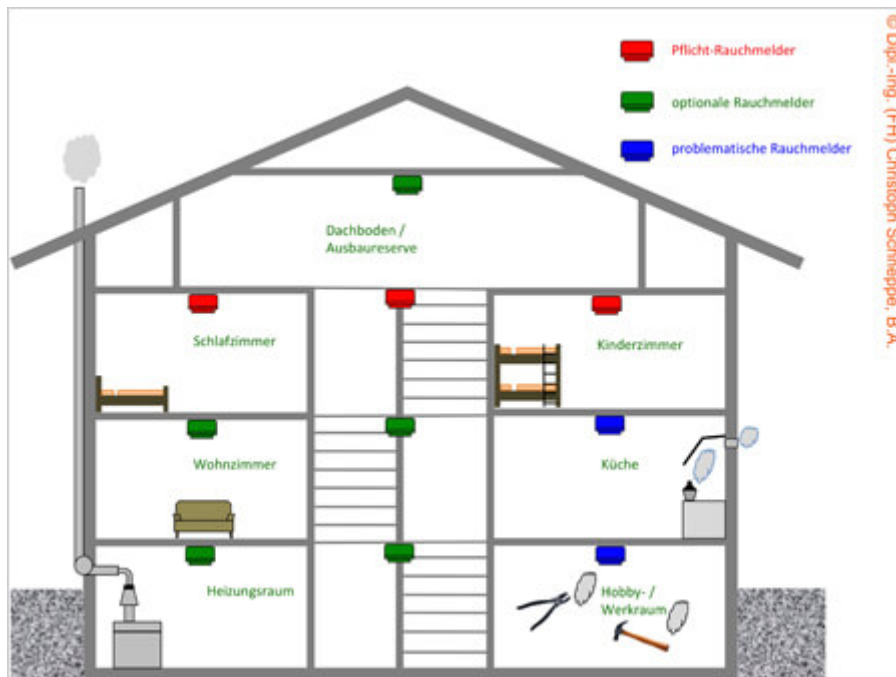 Pflicht-Rauchmelder
optionale Rauchmelder
problematische Rauchmelder
© Dipl.-Ing. (FH) Christoph Schneppe, B.A.
Dachboden /
Ausbaureserve
Schlafzimmer
Kinderzimmer
Wohnzimmer
Küche
Heizungsraum
Hobby- /
Werkraum